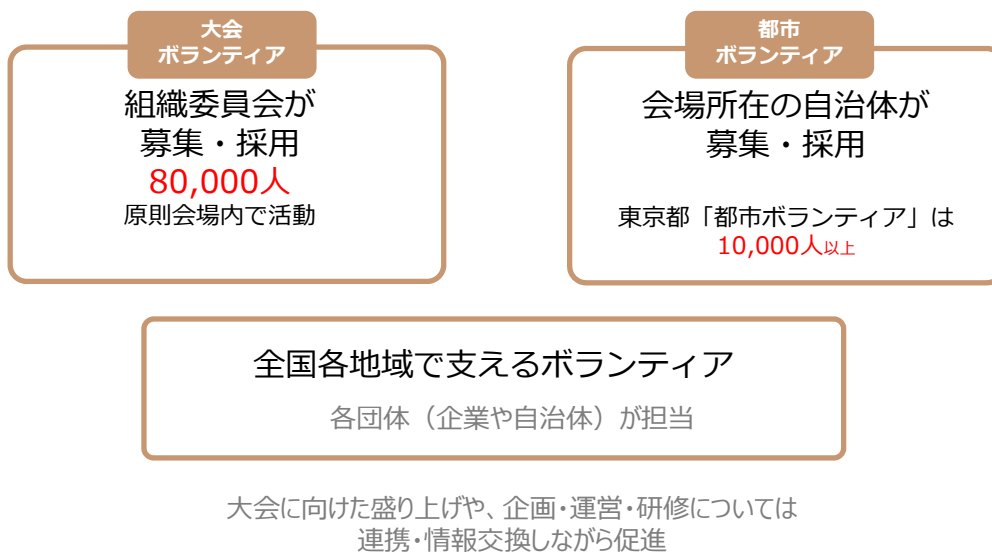 大会
ボランティア
組織委員会が
募集・採用
80,000人
原則会場内で活動
都市
ボランティア
会場所在の自治体が
募集・採用
東京都「都市ボランティア」は
10,000人以上
全国各地域で支えるボランティア
各団体（企業や自治体）が担当
大会に向けた盛り上げや、企画・運営・研修については
連携・情報交換しながら促進